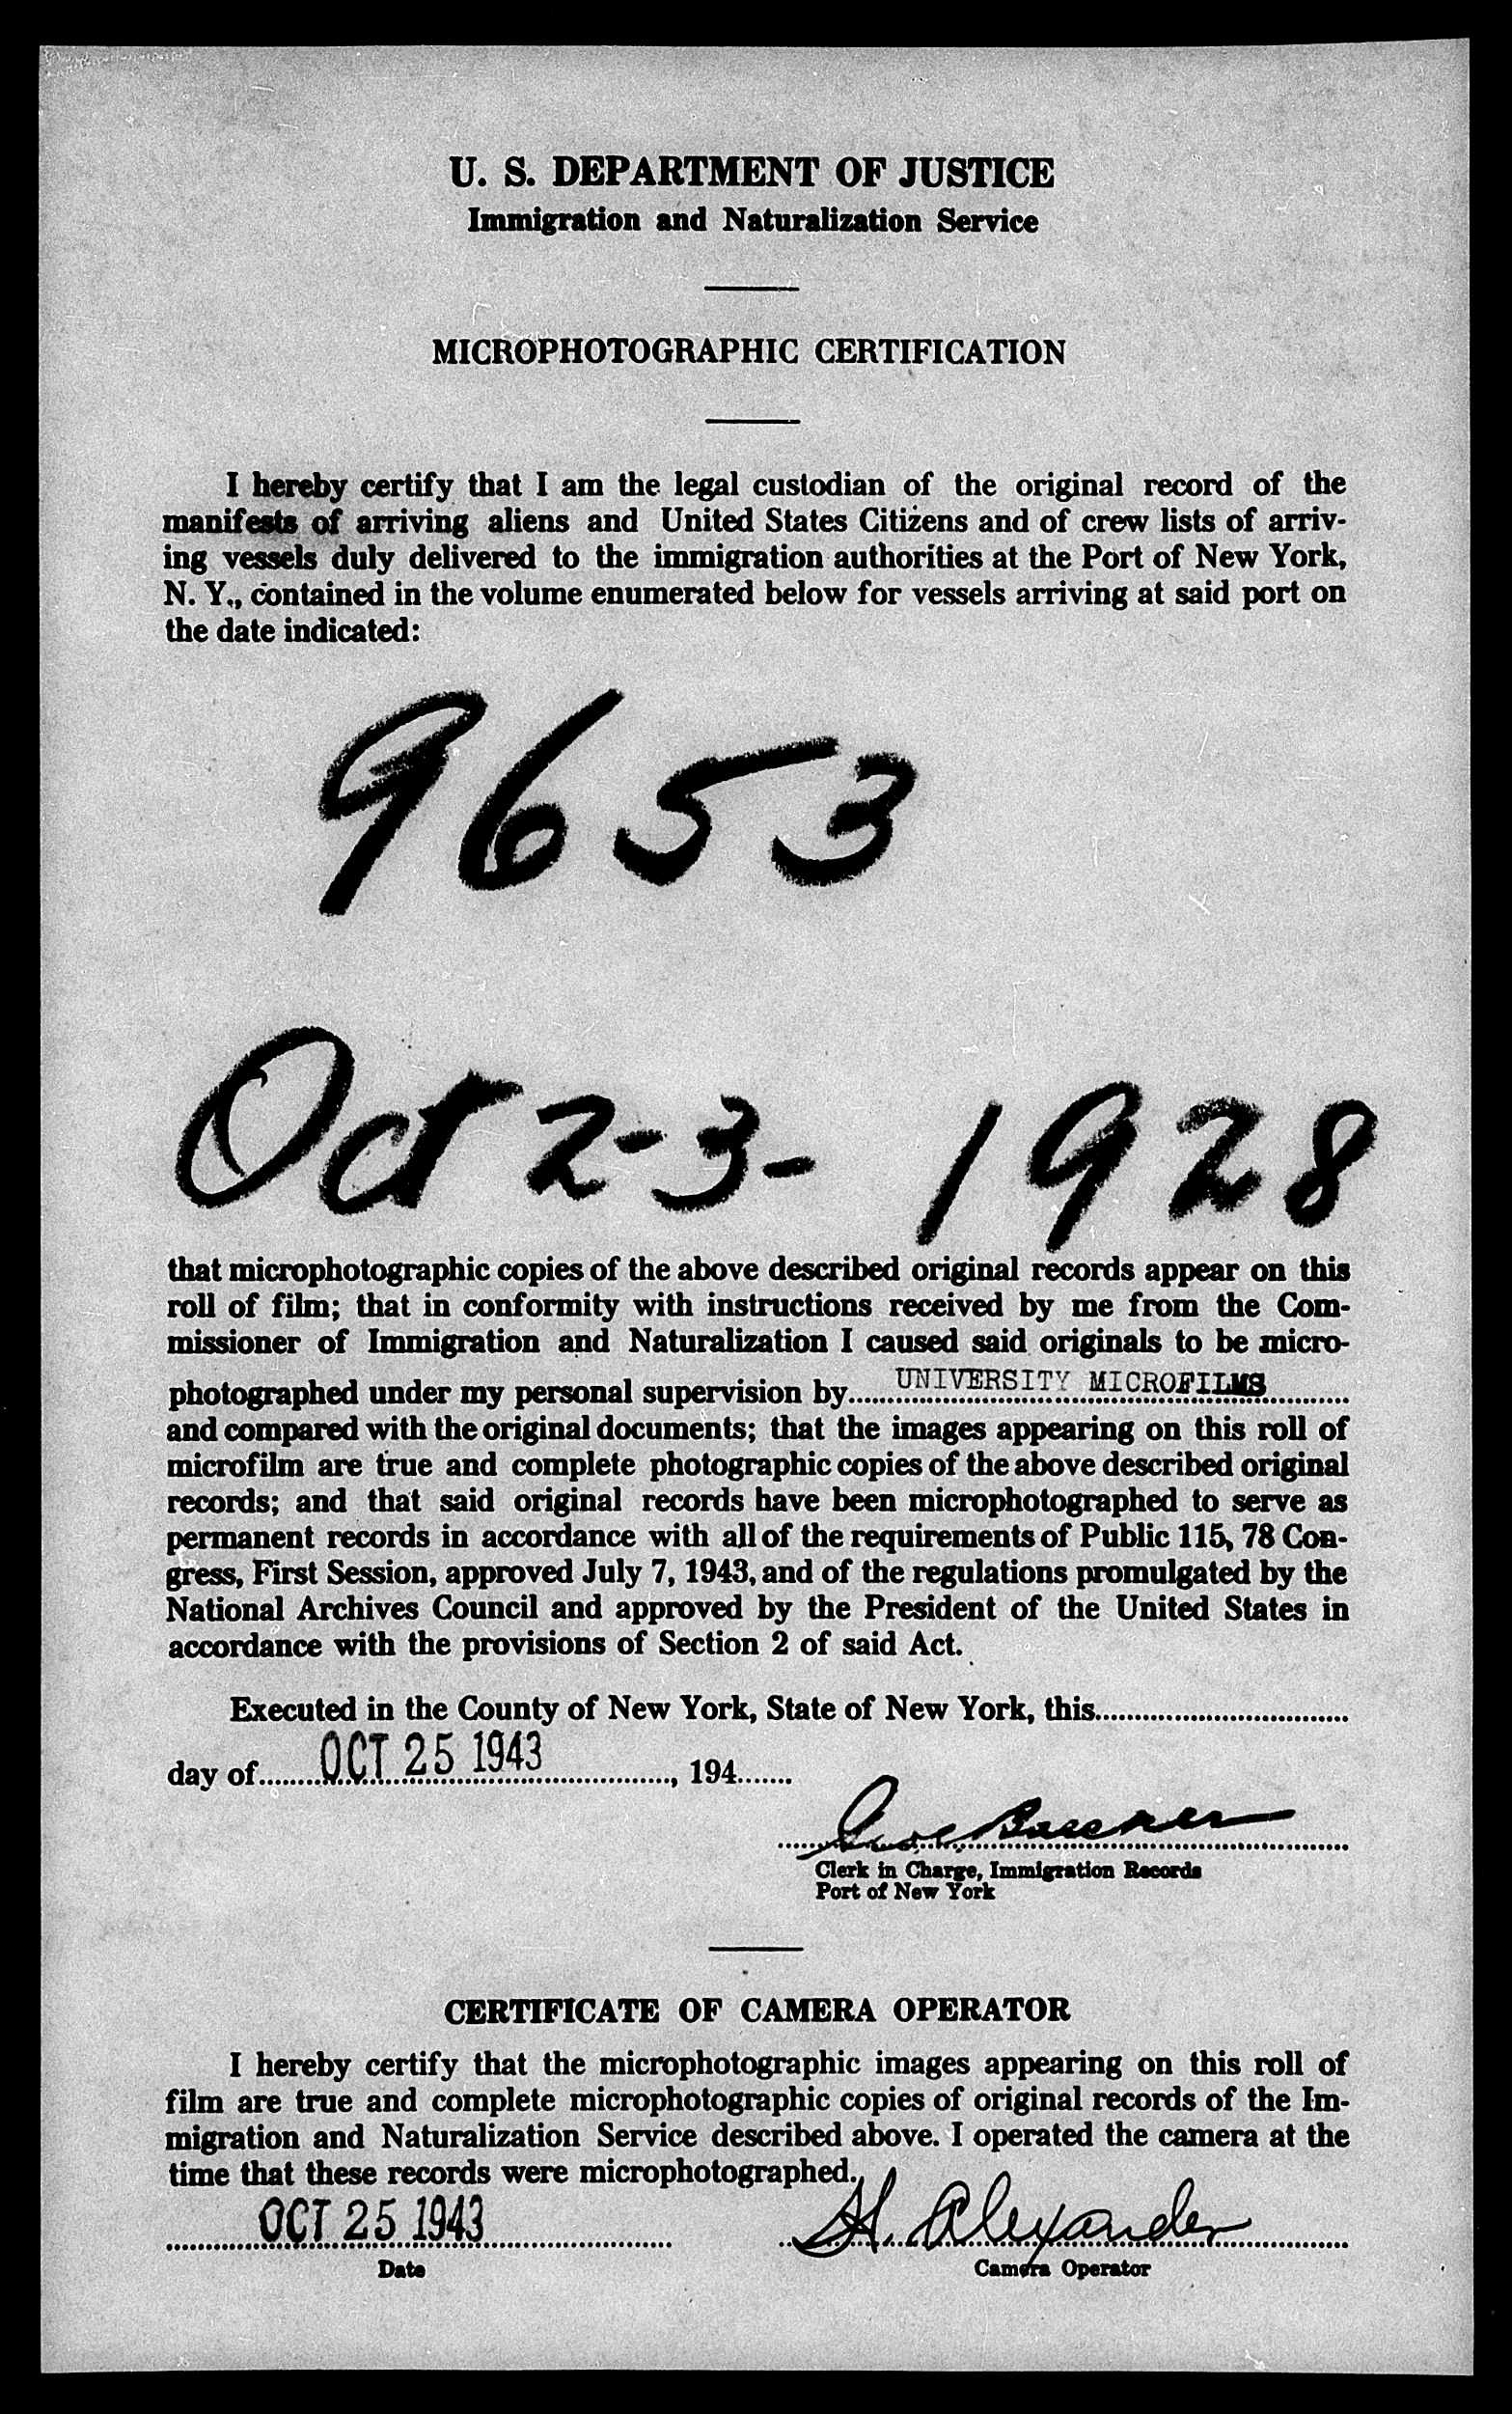 U. S. DEPARTMENT OF JUSTICE
Immigration and Naturalization Service
MICROPHOTOGRAPHIC CERTIFICATION
I hereby certify that I am the legal custodian of the original record of the
manifests of arriving aliens and United States Citizens and of crew lists of arriv-
ing vessels duly delivered to the immigration authorities at the Port of New York,
N. Y., contained in the volume enumerated below for vessels arriving at said port on
the date indicated:
9653
Oct 2-3- 1928
that microphotographic copies of the above described original records appear on this
roll of film; that in conformity with instructions received by me from the Com-
missioner of Immigration and Naturalization I caused said originals to be micro-
photographed under my personal supervision by UNIVERSITY MICROFILMS
and compared with the original documents; that the images appearing on this roll of
microfilm are true and complete photographic copies of the above described original
records; and that said original records have been microphotographed to serve as
permanent records in accordance with all of the requirements of Public 115, 78 Con-
gress, First Session, approved July 7, 1943, and of the regulations promulgated by the
National Archives Council and approved by the President of the United States in
accordance with the provisions of Section 2 of said Act.
Executed in the County of New York, State of New York, this
day of OCT 25 1943, 194
Clerk in Charge, Immigration Records
Port of New York
CERTIFICATE OF CAMERA OPERATOR
I hereby certify that the microphotographic images appearing on this roll of
film are true and complete microphotographic copies of original records of the Im-
migration and Naturalization Service described above. I operated the camera at the
time that these records were microphotographed.
OCT 25 1943 H. Alexander
Date Camera Operator